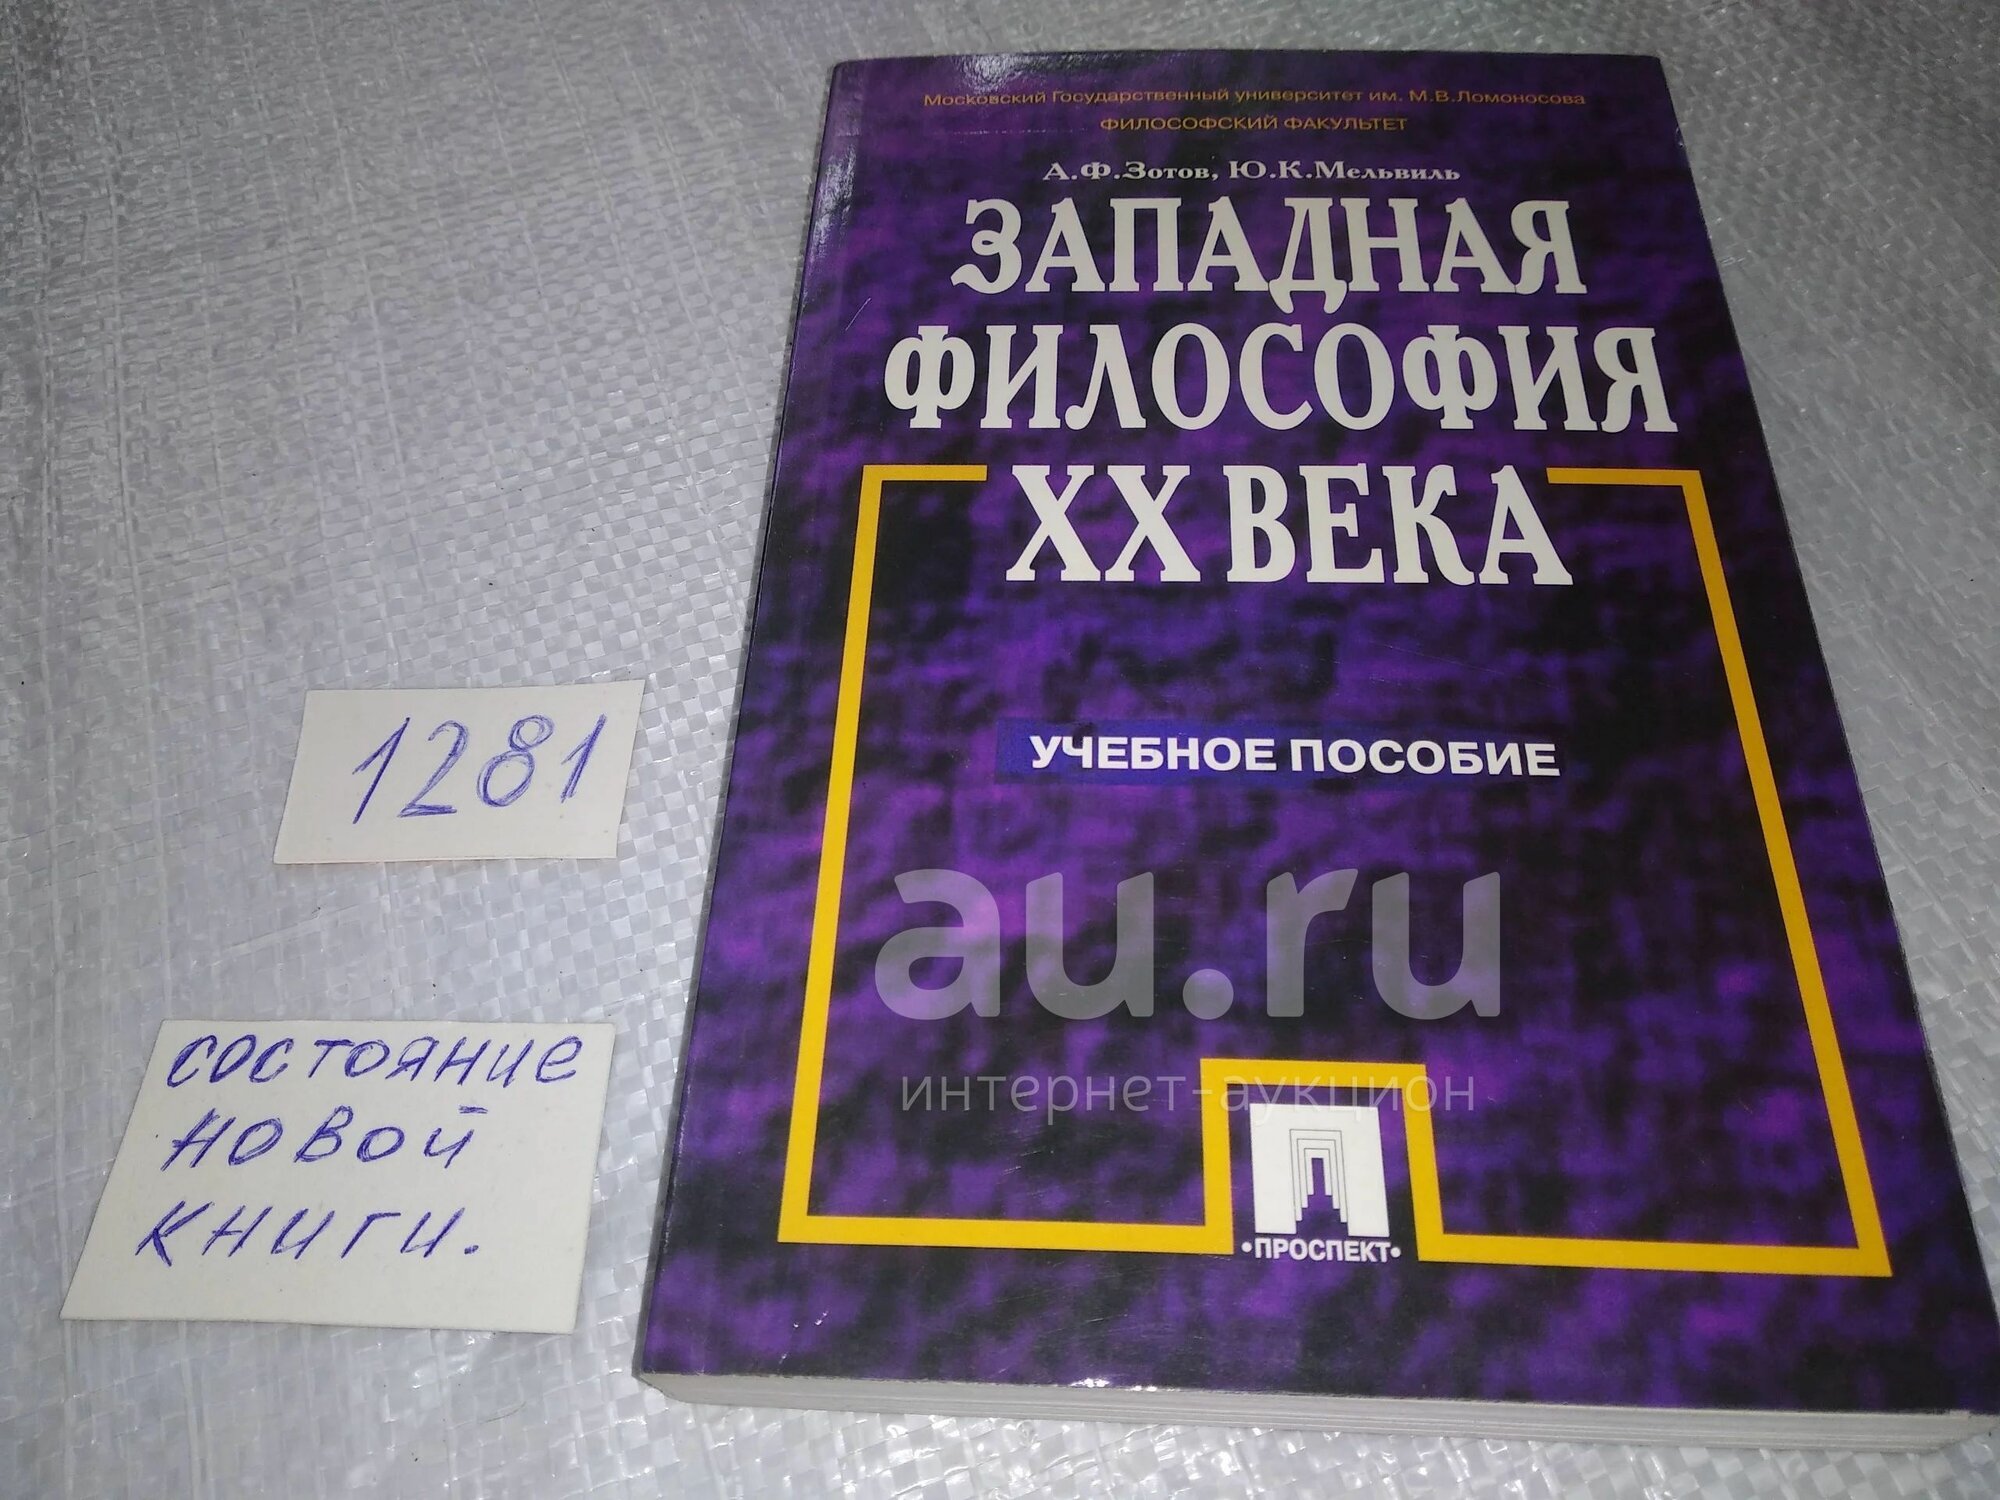 Московский Государственный университет им. М.В.Ломоносова
ФИЛОСОФСКИЙ ФАКУЛЬТЕТ
А.Ф.Зотов, Ю.К.Мельвиль
ЗАПАДНАЯ
ФИЛОСОФИЯ
XX ВЕКА
УЧЕБНОЕ ПОСОБИЕ
au.ru
интернет-аукцион
•ПРОСПЕКТ•
1281
состояние
новой
книги.